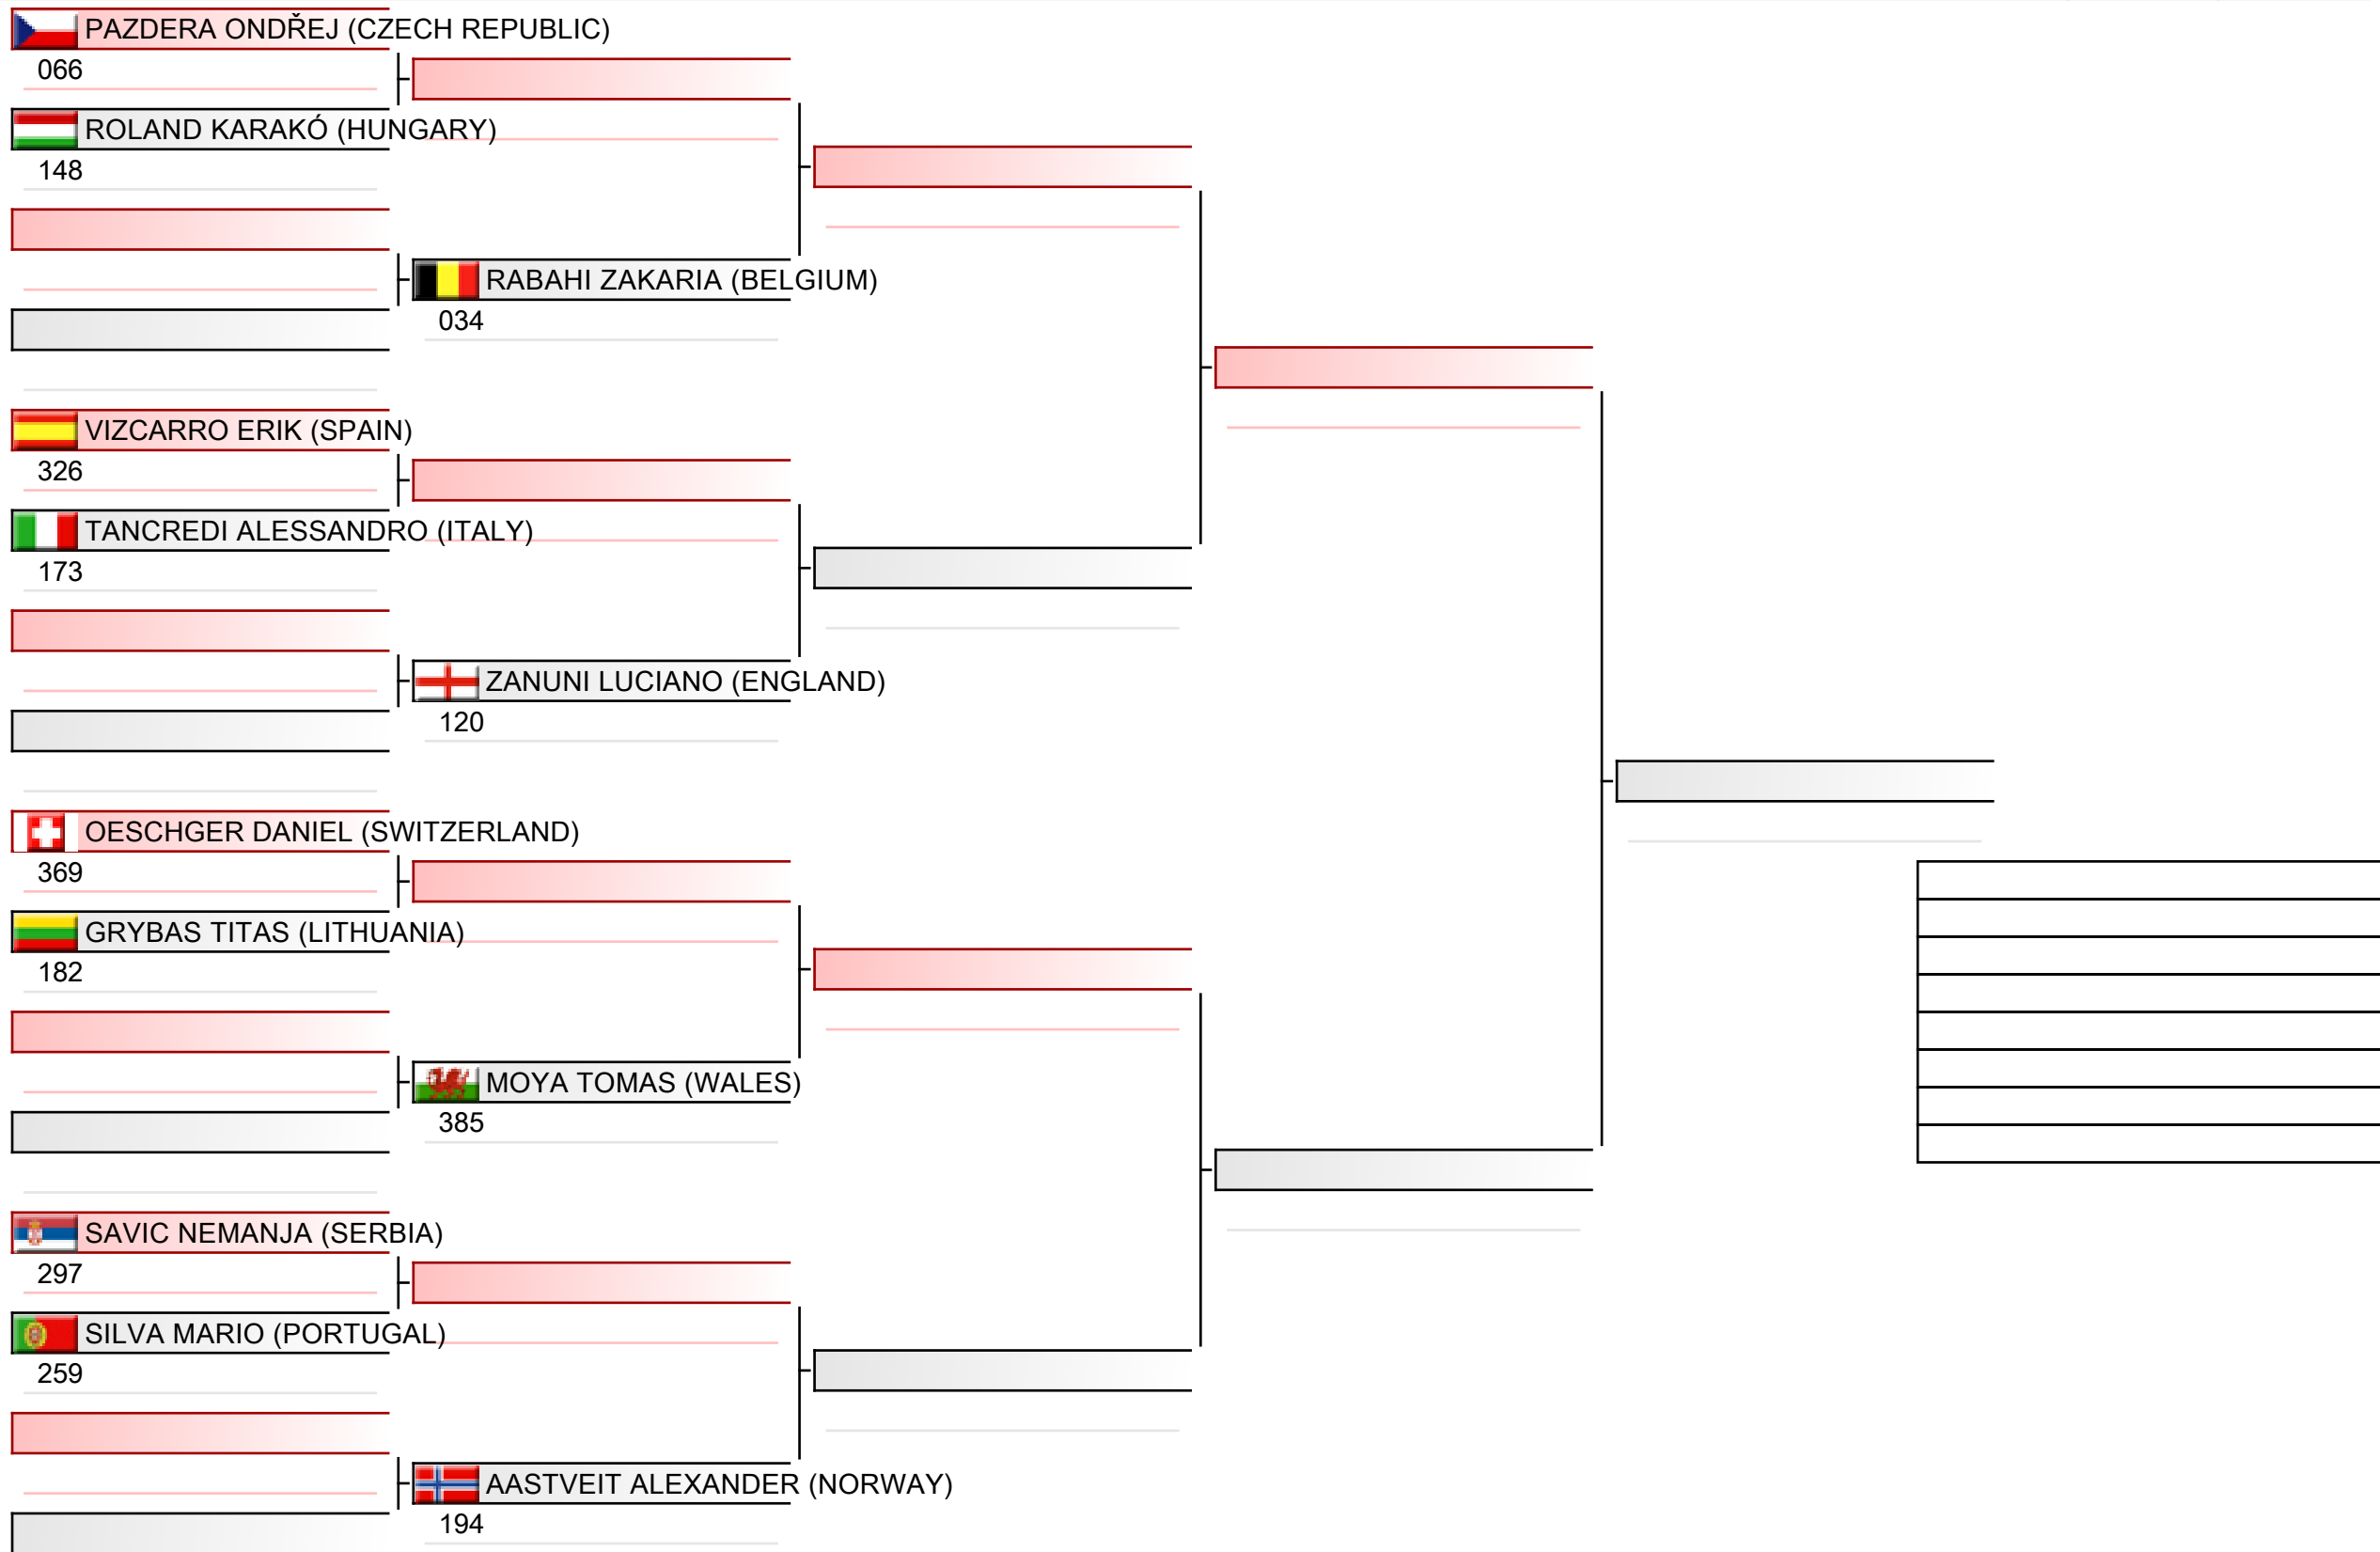 PAZDERA ONDŘEJ (CZECH REPUBLIC)
066
ROLAND KARAKÓ (HUNGARY)
148
RABAHI ZAKARIA (BELGIUM)
034
VIZCARRO ERIK (SPAIN)
326
TANCREDI ALESSANDRO (ITALY)
173
ZANUNI LUCIANO (ENGLAND)
120
OESCHGER DANIEL (SWITZERLAND)
369
GRYBAS TITAS (LITHUANIA)
182
MOYA TOMAS (WALES)
385
SAVIC NEMANJA (SERBIA)
297
SILVA MARIO (PORTUGAL)
259
AASTVEIT ALEXANDER (NORWAY)
194